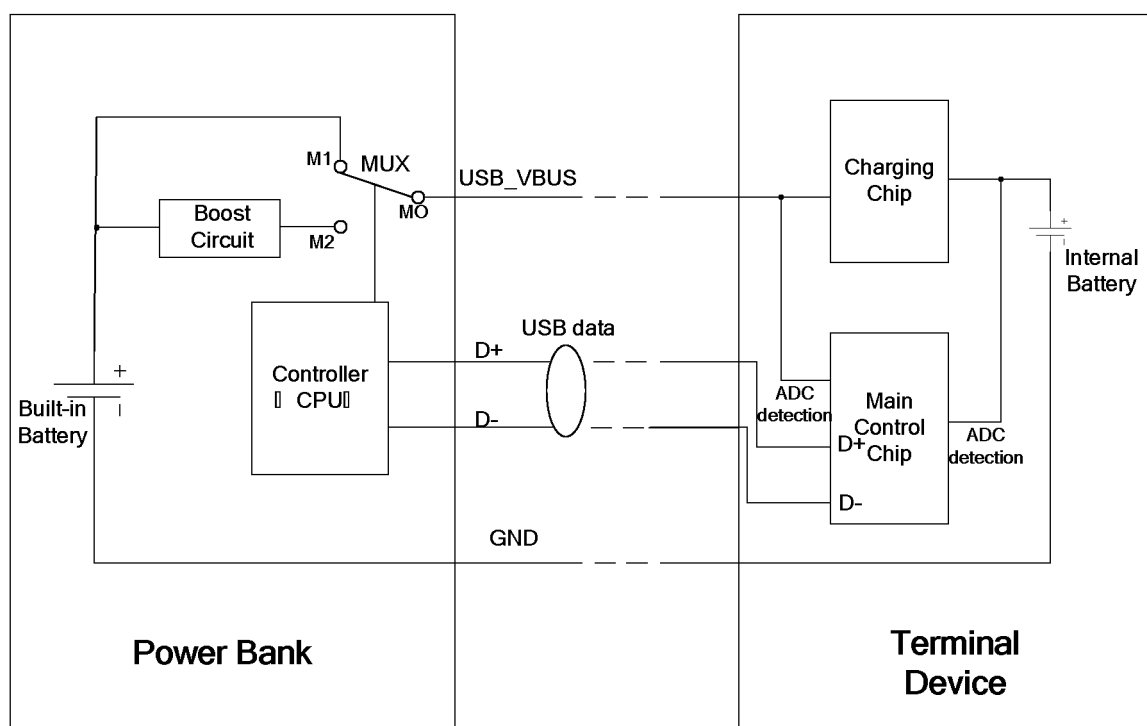 M1
MUX
USB_VBUS
MO
Boost
Circuit
M2
Charging
Chip
Internal
Battery
USB data
D+
Controller
▯ CPU▯
D-
Built-in
Battery
ADC
detection
Main
Control
Chip
D+
D-
ADC
detection
GND
Power Bank
Terminal
Device